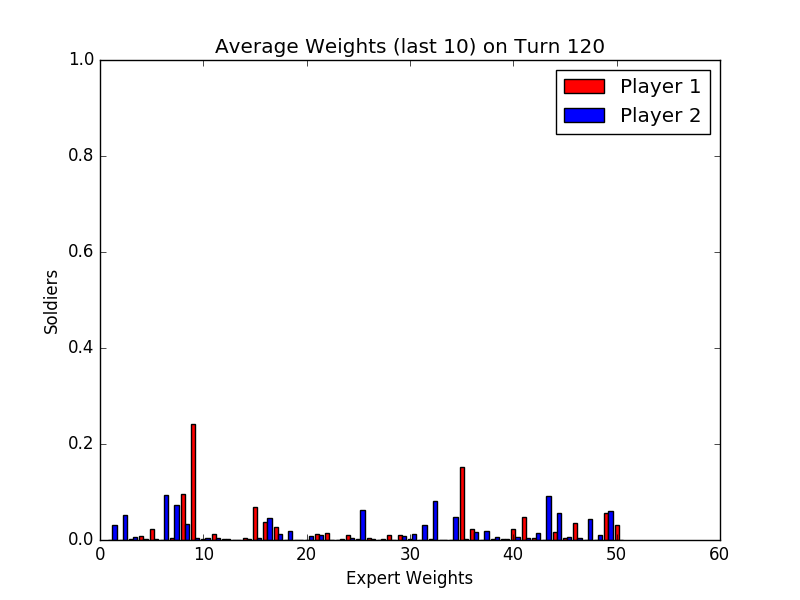 Average Weights (last 10) on Turn 120
1.0
0.8
0.6
0.4
0.2
0.0
Soldiers
Player 1
Player 2
0 10 20 30 40 50 60
Expert Weights